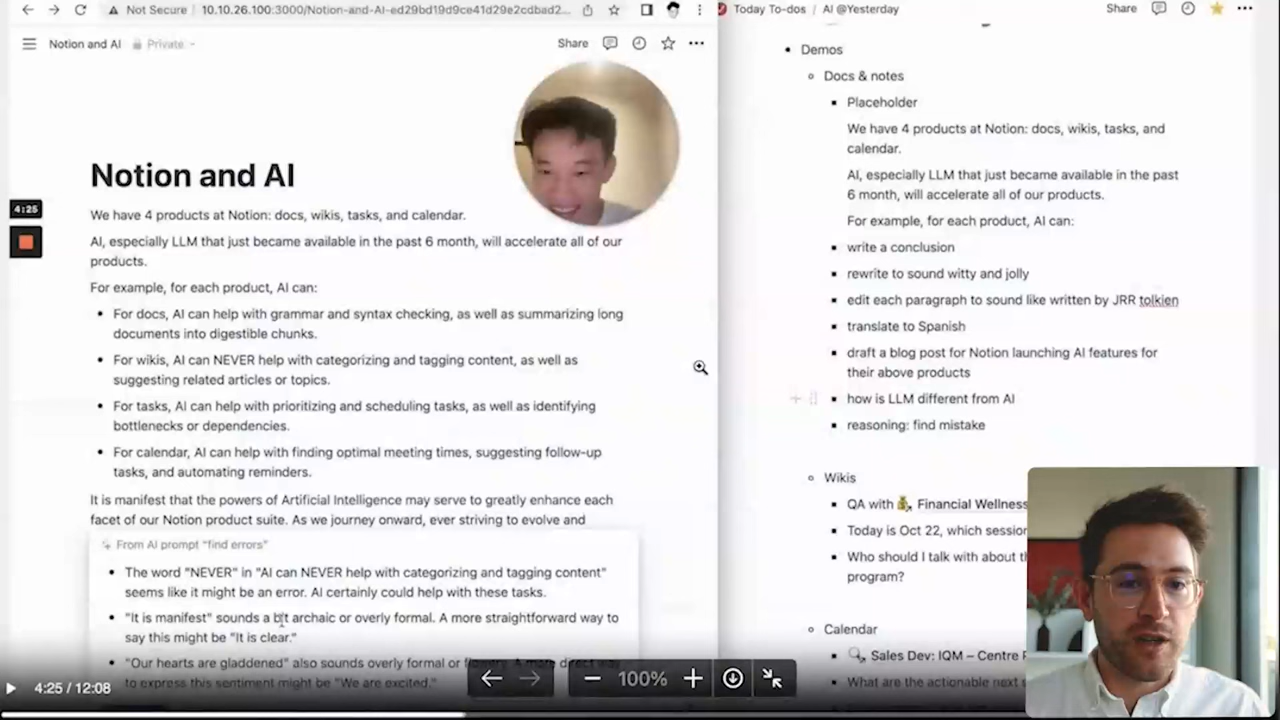 Not Secure 10.10.26.100:3000/Notion-and-AI-ed29bd19d9ce41d29e2cdbad2...
Notion and AI Private
Share
4:25
Notion and AI
We have 4 products at Notion: docs, wikis, tasks, and calendar.
AI, especially LLM that just became available in the past 6 month, will accelerate all of our
products.
For example, for each product, AI can:
• For docs, AI can help with grammar and syntax checking, as well as summarizing long
documents into digestible chunks.
• For wikis, AI can NEVER help with categorizing and tagging content, as well as
suggesting related articles or topics.
• For tasks, AI can help with prioritizing and scheduling tasks, as well as identifying
bottlenecks or dependencies.
• For calendar, AI can help with finding optimal meeting times, suggesting follow-up
tasks, and automating reminders.
It is manifest that the powers of Artificial Intelligence may serve to greatly enhance each
facet of our Notion product suite. As we journey onward, ever striving to evolve and
From AI prompt "find errors"
• The word "NEVER" in "AI can NEVER help with categorizing and tagging content"
seems like it might be an error. AI certainly could help with these tasks.
• "It is manifest" sounds a bit archaic or overly formal. A more straightforward way to
say this might be "It is clear."
• "Our hearts are gladdened" also sounds overly formal or flowery. A more direct way
to express this sentiment might be "We are excited."
4:25 / 12:08
100%
Today To-dos / AI @Yesterday
Share
• Demos
Docs & notes
Placeholder
We have 4 products at Notion: docs, wikis, tasks, and
calendar.
AI, especially LLM that just became available in the past
6 month, will accelerate all of our products.
For example, for each product, AI can:
write a conclusion
rewrite to sound witty and jolly
edit each paragraph to sound like written by JRR tolkien
translate to Spanish
draft a blog post for Notion launching AI features for
their above products
how is LLM different from AI
reasoning: find mistake
Wikis
QA with 💰 Financial Wellness
Today is Oct 22, which session
Who should I talk with about t
program?
Calendar
Sales Dev: IQM – Centre
What are the actionable next